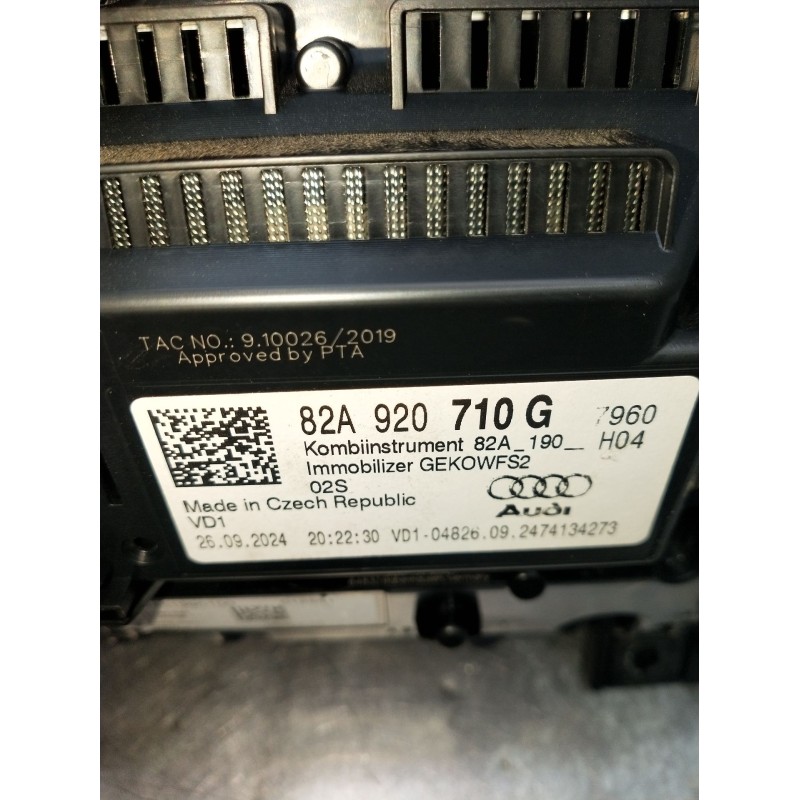 TAC NO.: 9.10026/2019
Approved by PTA
82A 920 710 G 7960
Kombiinstrument 82A_190__ H04
Immobilizer GEKOWFS2
02S
Made in Czech Republic
Audi
VD1
26.09.2024 20:22:30 VD1-04826.09.2474134273